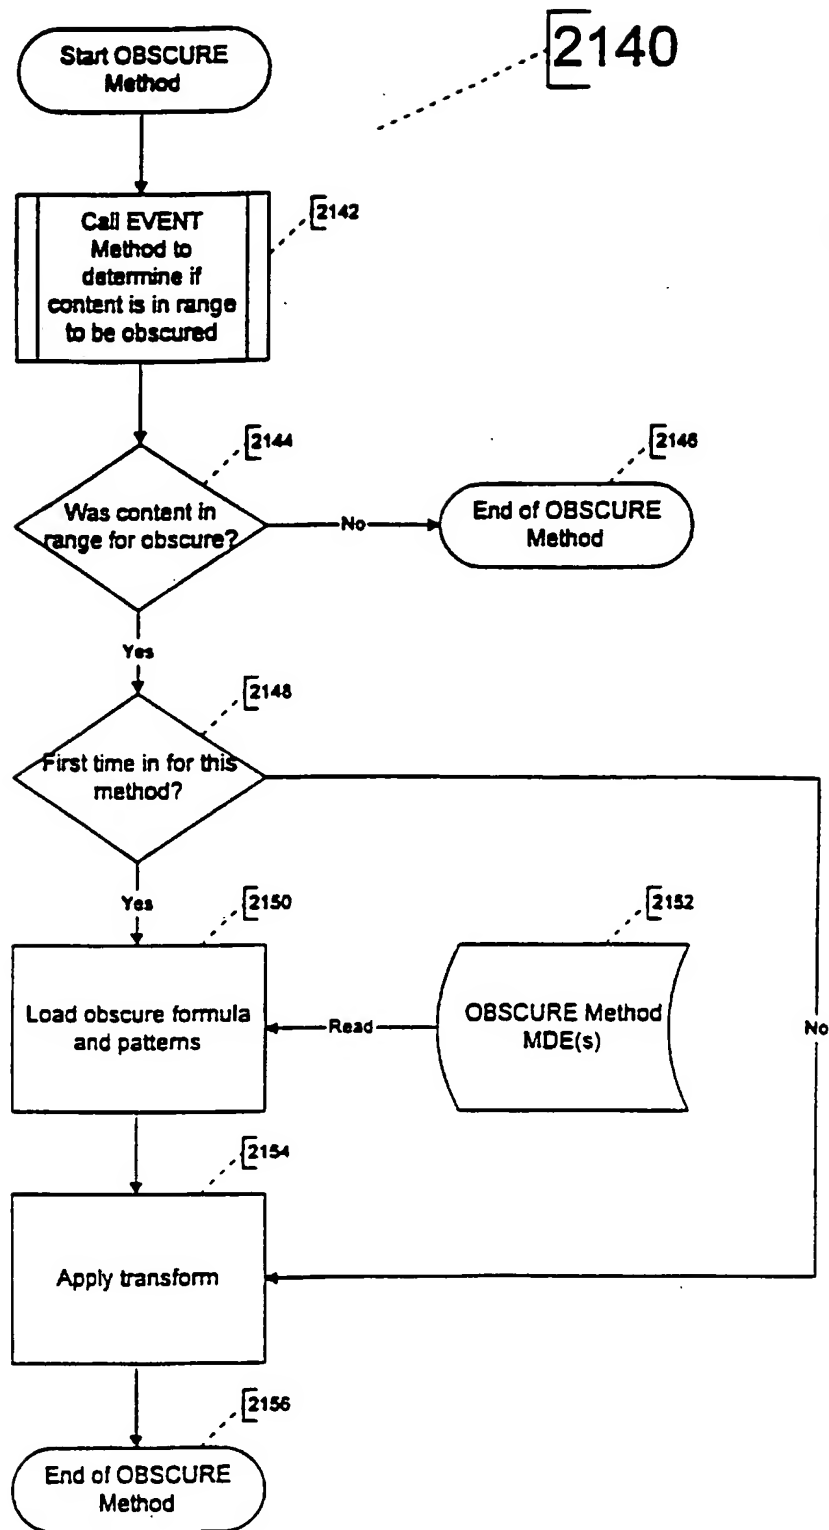 2140
Start OBSCURE
Method
2142
Call EVENT
Method to
determine if
content is in range
to be obscured
2144
Was content in
range for obscure?
No
2146
End of OBSCURE
Method
Yes
2148
First time in for this
method?
Yes
2150
Load obscure formula
and patterns
Read
2152
OBSCURE Method
MDE(s)
No
2154
Apply transform
2156
End of OBSCURE
Method